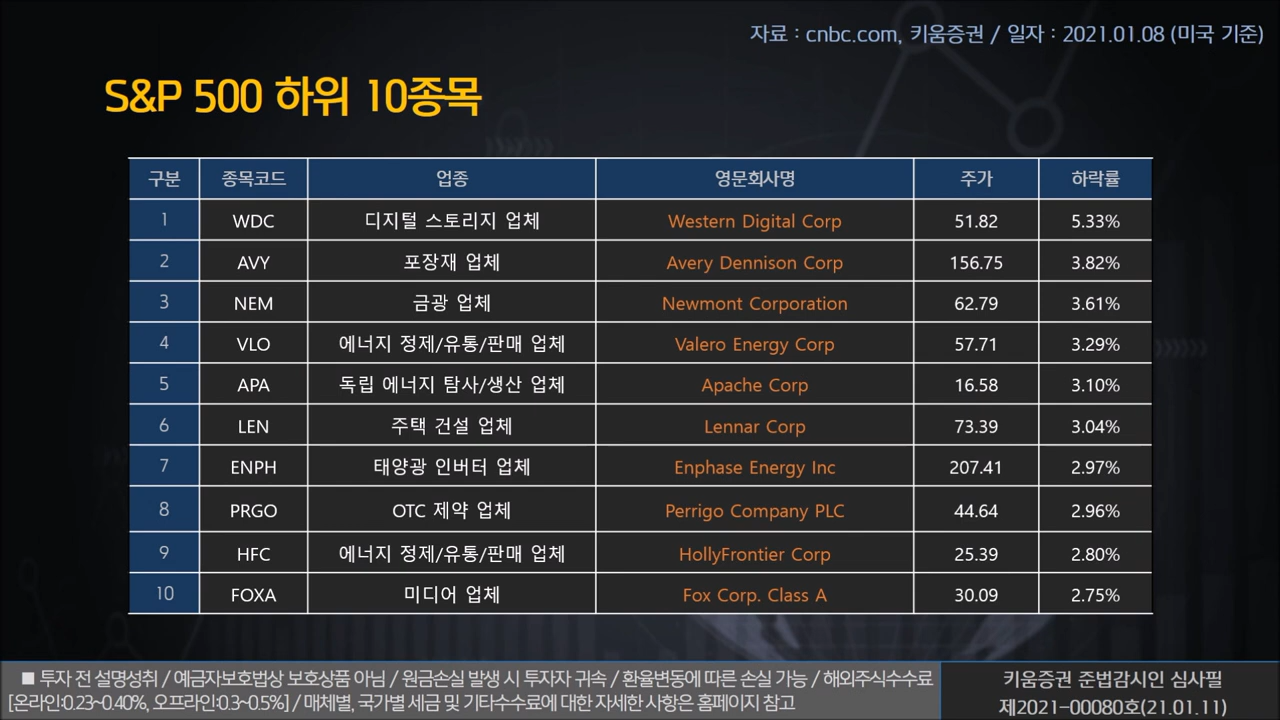 자료 : cnbc.com, 키움증권 / 일자 : 2021.01.08 (미국 기준)
S&P 500 하위 10종목
구분 종목코드 업종 영문회사명 주가 하락률
1 WDC 디지털 스토리지 업체 Western Digital Corp 51.82 5.33%
2 AVY 포장재 업체 Avery Dennison Corp 156.75 3.82%
3 NEM 금광 업체 Newmont Corporation 62.79 3.61%
4 VLO 에너지 정제/유통/판매 업체 Valero Energy Corp 57.71 3.29%
5 APA 독립 에너지 탐사/생산 업체 Apache Corp 16.58 3.10%
6 LEN 주택 건설 업체 Lennar Corp 73.39 3.04%
7 ENPH 태양광 인버터 업체 Enphase Energy Inc 207.41 2.97%
8 PRGO OTC 제약 업체 Perrigo Company PLC 44.64 2.96%
9 HFC 에너지 정제/유통/판매 업체 HollyFrontier Corp 25.39 2.80%
10 FOXA 미디어 업체 Fox Corp. Class A 30.09 2.75%
■ 투자 전 설명성취 / 예금자보호법상 보호상품 아님 / 원금손실 발생 시 투자자 귀속 / 환율변동에 따른 손실 가능 / 해외주식수수료
[온라인:0.23~0.40%, 오프라인:0.3~0.5%] / 매체별, 국가별 세금 및 기타수수료에 대한 자세한 사항은 홈페이지 참고
키움증권 준법감시인 심사필
제2021-00080호(21.01.11)